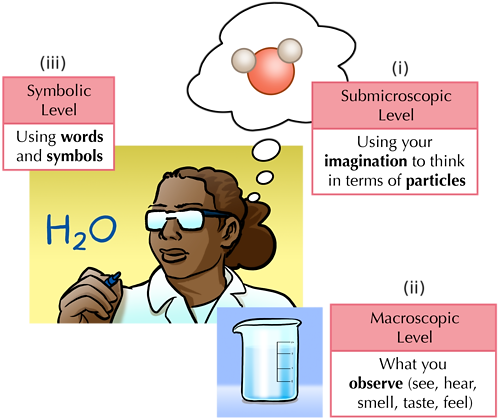 (iii)
Symbolic
Level
Using words
and symbols
(i)
Submicroscopic
Level
Using your
imagination to think
in terms of particles
H₂O
(ii)
Macroscopic
Level
What you
observe (see, hear,
smell, taste, feel)